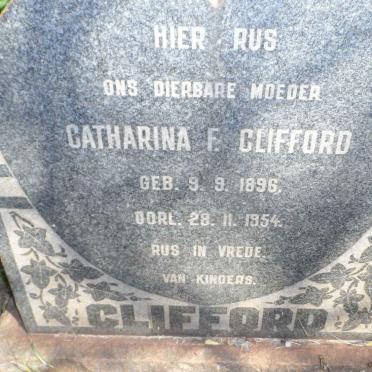 HIER RUS
ONS DIERBARE MOEDER
CATHARINA F. CLIFFORD
GEB. 9. 9. 1896.
OORL. 28. 11. 1954.
RUS IN VREDE.
VAN KINDERS.
CLIFFORD